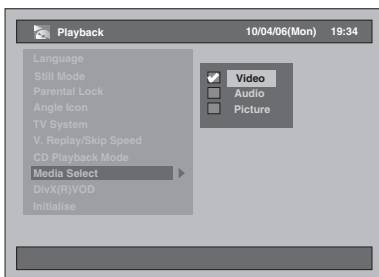 Playback 10/04/06(Mon) 19:34
Language
Still Mode
Parental Lock
Angle Icon
TV System
V. Replay/Skip Speed
CD Playback Mode
Media Select
DivX(R)VOD
Initialise
Video
Audio
Picture